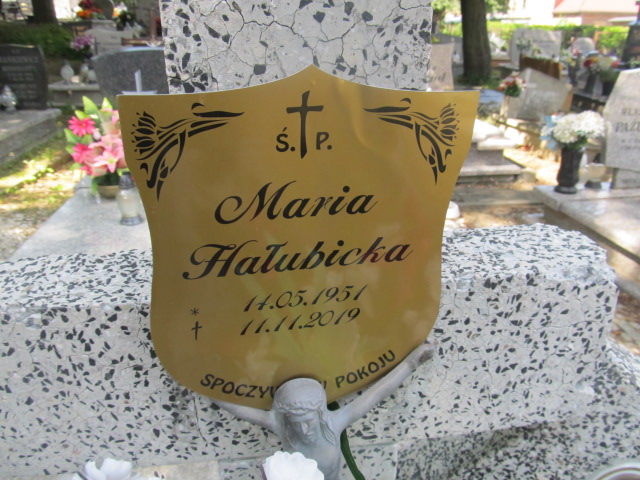 Ś. P.
Maria
Hałubicka
* 14.05.1951
† 11.11.2019
POKOJU